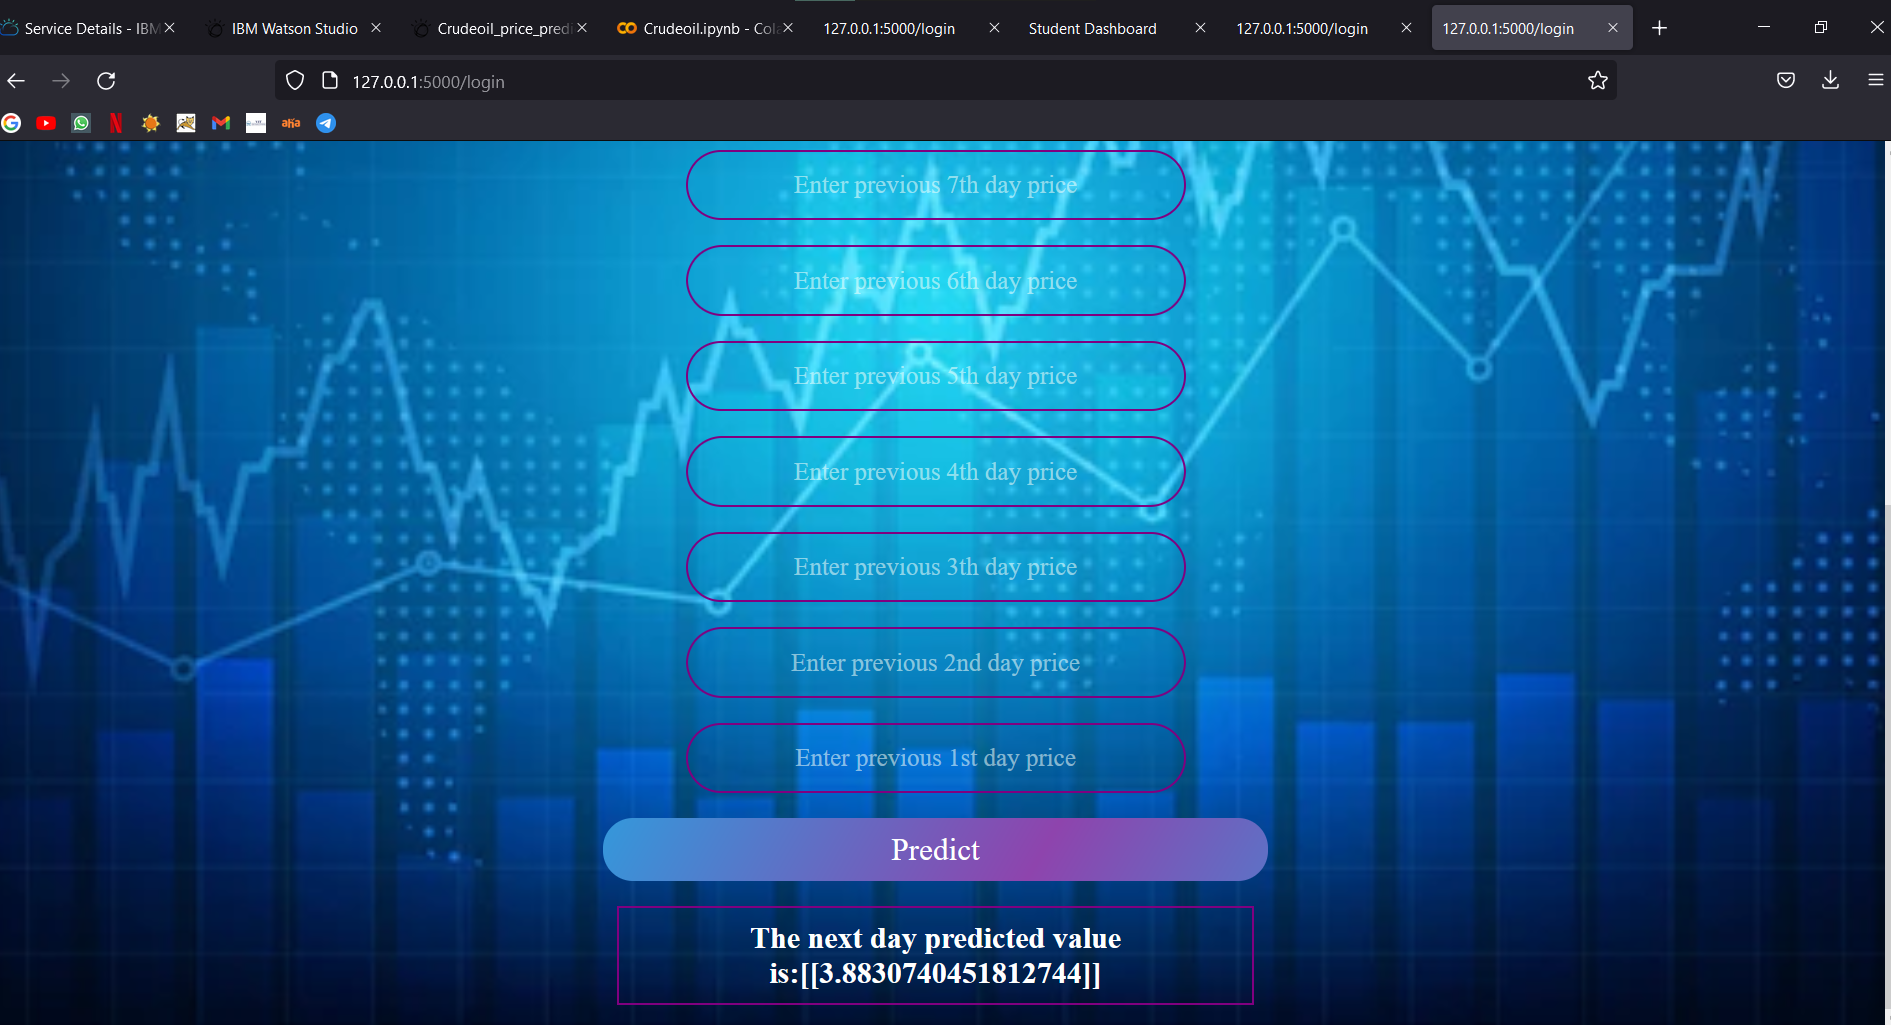 Service Details - IBM
IBM Watson Studio
Crudeoil_price_predi
Crudeoil.ipynb - Cola
127.0.0.1:5000/login
Student Dashboard
127.0.0.1:5000/login
127.0.0.1:5000/login
127.0.0.1:5000/login
aha
Enter previous 7th day price
Enter previous 6th day price
Enter previous 5th day price
Enter previous 4th day price
Enter previous 3th day price
Enter previous 2nd day price
Enter previous 1st day price
Predict
The next day predicted value
is:[[3.8830740451812744]]